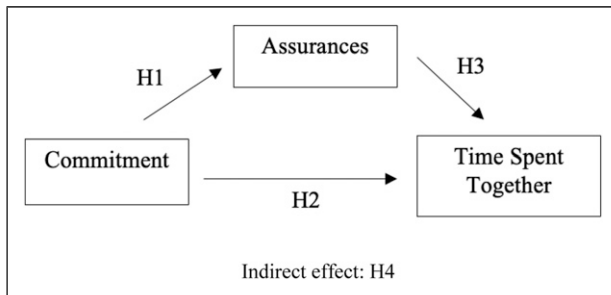 Assurances
H1
H3
Commitment
Time Spent
Together
H2
Indirect effect: H4